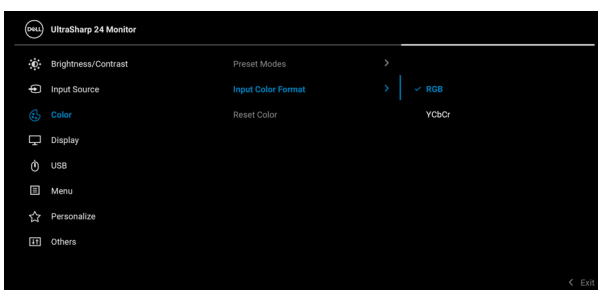 DELL UltraSharp 24 Monitor
Brightness/Contrast Preset Modes
Input Source Input Color Format ✓ RGB
Color Reset Color YCbCr
Display
USB
Menu
Personalize
Others
Exit